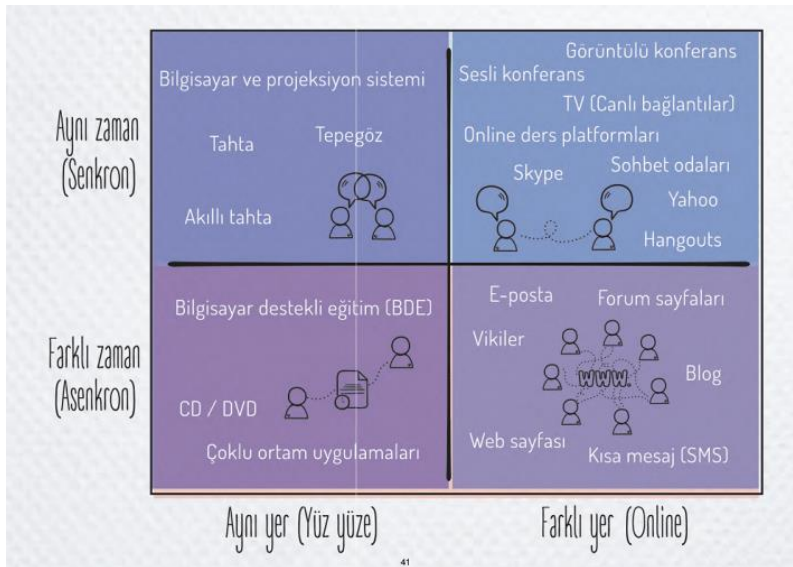 Aynı zaman
(Senkron)
Bilgisayar ve projeksiyon sistemi
Tahta
Tepegöz
Akıllı tahta
Görüntülü konferans
Sesli konferans
TV (Canlı bağlantılar)
Online ders platformları
Skype
Sohbet odaları
Yahoo
Hangouts
Farklı zaman
(Asenkron)
Bilgisayar destekli eğitim (BDE)
CD / DVD
Çoklu ortam uygulamaları
E-posta
Forum sayfaları
Vikiler
www.
Blog
Web sayfası
Kısa mesaj (SMS)
Aynı yer (Yüz yüze)
Farklı yer (Online)
41